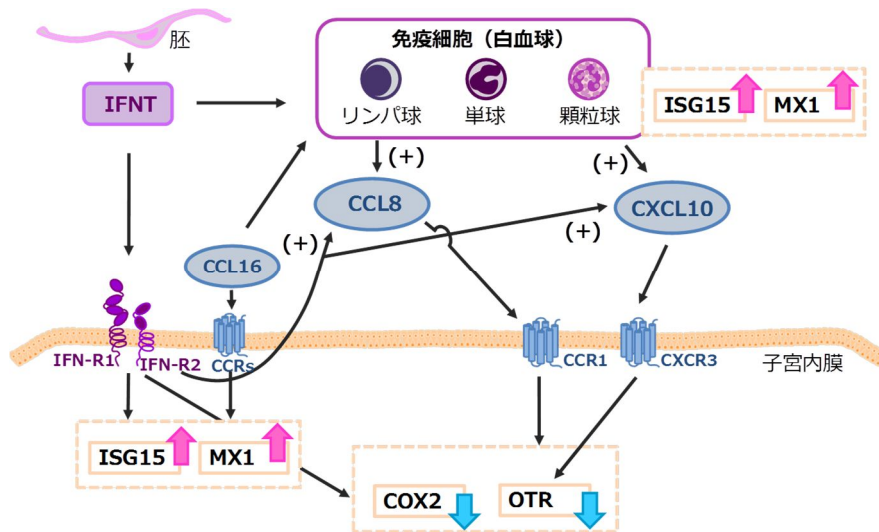 胚
免疫細胞（白血球）
IFNT
リンパ球
単球
顆粒球
ISG15
MX1
(+)
(+)
CCL8
CXCL10
(+)
(+)
CCL16
IFN-R1
IFN-R2
CCRs
CCR1
CXCR3
子宮内膜
ISG15
MX1
COX2
OTR